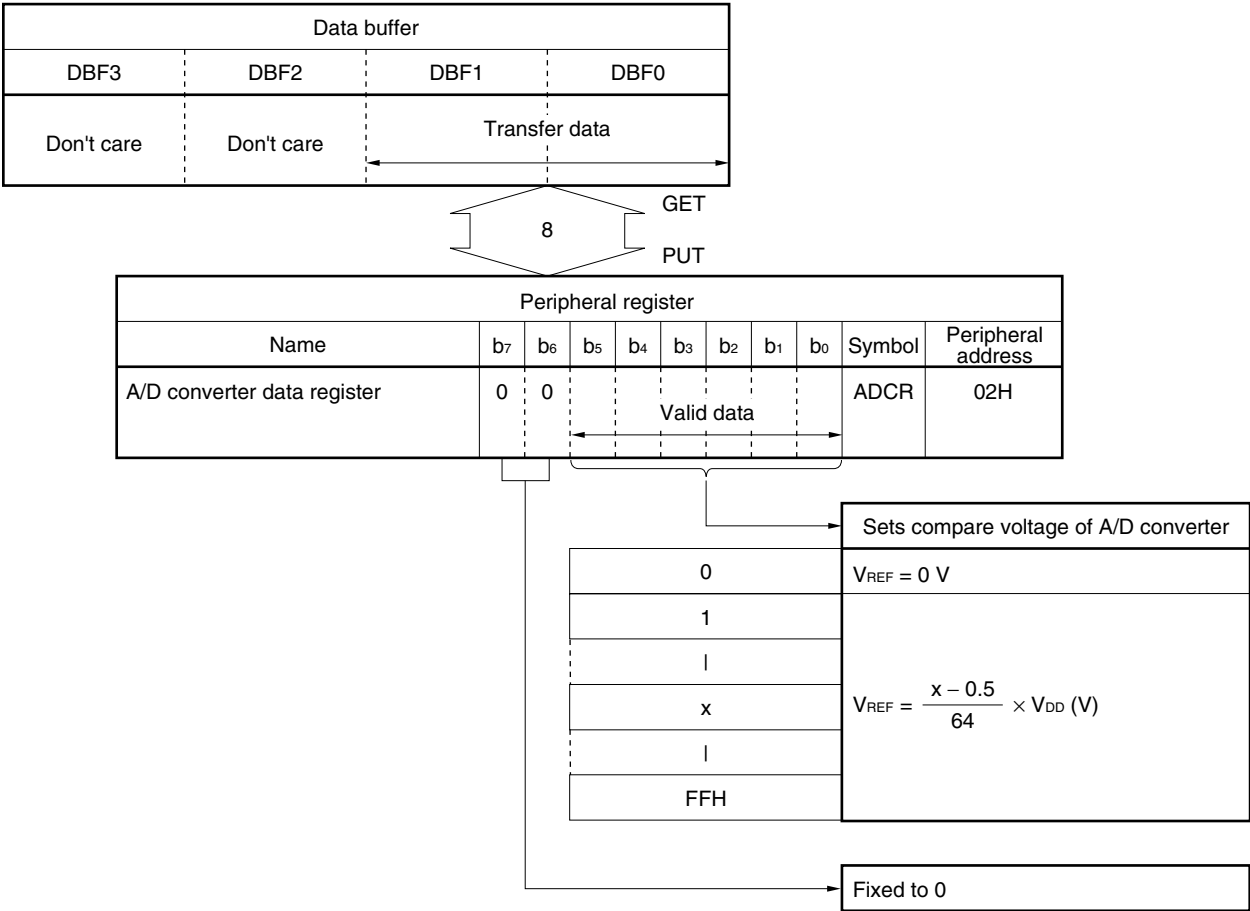 Data buffer
DBF3 DBF2 DBF1 DBF0
Don't care Don't care Transfer data
GET
8
PUT
Peripheral register
Name b7 b6 b5 b4 b3 b2 b1 b0 Symbol Peripheral address
A/D converter data register 0 0 Valid data ADCR 02H
Sets compare voltage of A/D converter
0 VREF = 0 V
1
|
x VREF = x – 0.5 / 64 × VDD (V)
|
FFH
Fixed to 0